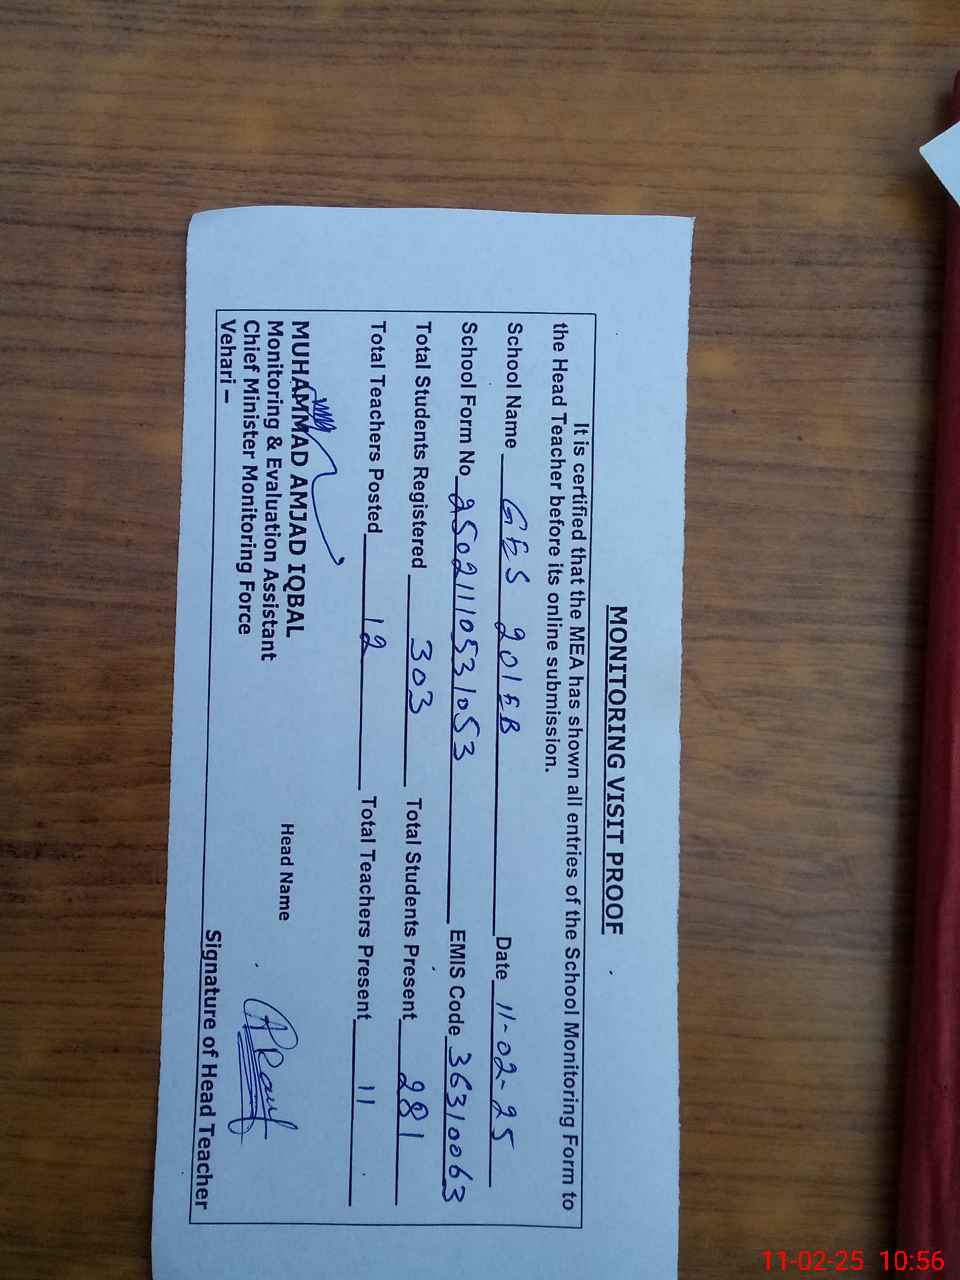 MONITORING VISIT PROOF
It is certified that the MEA has shown all entries of the School Monitoring Form to
the Head Teacher before its online submission.
School Name GES 201EB Date 11-02-25
School Form No 25021110531053 EMIS Code 36310063
Total Students Registered 303 Total Students Present 281
Total Teachers Posted 12 Total Teachers Present 11
MUHAMMAD AMJAD IQBAL
Monitoring & Evaluation Assistant
Chief Minister Monitoring Force
Vehari –
Head Name
Signature of Head Teacher
11-02-25 10:56